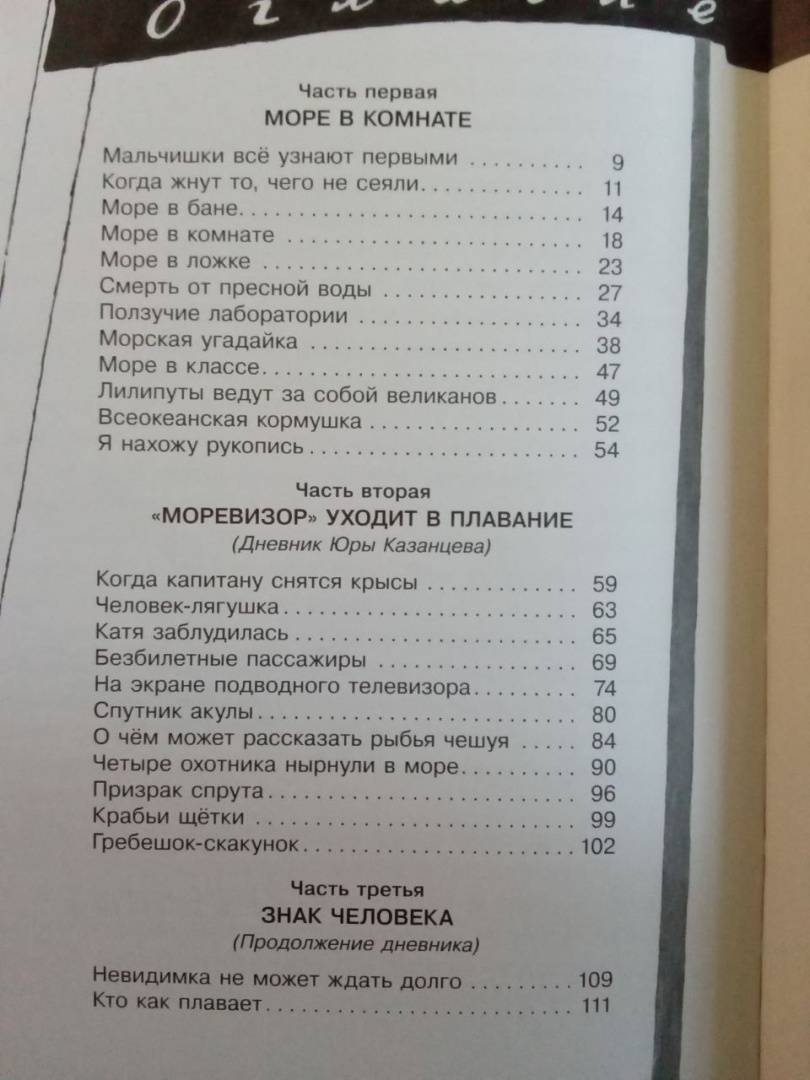 Часть первая
МОРЕ В КОМНАТЕ
Мальчишки всё узнают первыми . . . . . . . . . . 9
Когда жнут то, чего не сеяли. . . . . . . . . . . . . . 11
Море в бане. . . . . . . . . . . . . . . . . . . . . . . . . . . . 14
Море в комнате . . . . . . . . . . . . . . . . . . . . . . . . 18
Море в ложке . . . . . . . . . . . . . . . . . . . . . . . . . . 23
Смерть от пресной воды . . . . . . . . . . . . . . . . . 27
Ползучие лаборатории . . . . . . . . . . . . . . . . . . . 34
Морская угадайка . . . . . . . . . . . . . . . . . . . . . . 38
Море в классе. . . . . . . . . . . . . . . . . . . . . . . . . . 47
Лилипуты ведут за собой великанов . . . . . . . . 49
Всеокеанская кормушка . . . . . . . . . . . . . . . . . . 52
Я нахожу рукопись . . . . . . . . . . . . . . . . . . . . . . 54
Часть вторая
«МОРЕВИЗОР» УХОДИТ В ПЛАВАНИЕ
(Дневник Юры Казанцева)
Когда капитану снятся крысы . . . . . . . . . . . . . 59
Человек-лягушка . . . . . . . . . . . . . . . . . . . . . . . . 63
Катя заблудилась . . . . . . . . . . . . . . . . . . . . . . . 65
Безбилетные пассажиры . . . . . . . . . . . . . . . . . 69
На экране подводного телевизора . . . . . . . . . . 74
Спутник акулы . . . . . . . . . . . . . . . . . . . . . . . . . . 80
О чём может рассказать рыбья чешуя . . . . . 84
Четыре охотника нырнули в море. . . . . . . . . . . 90
Призрак спрута . . . . . . . . . . . . . . . . . . . . . . . . . 96
Крабьи щётки . . . . . . . . . . . . . . . . . . . . . . . . . . 99
Гребешок-скакунок . . . . . . . . . . . . . . . . . . . . . . 102
Часть третья
ЗНАК ЧЕЛОВЕКА
(Продолжение дневника)
Невидимка не может ждать долго . . . . . . . . . 109
Кто как плавает . . . . . . . . . . . . . . . . . . . . . . . . . 111